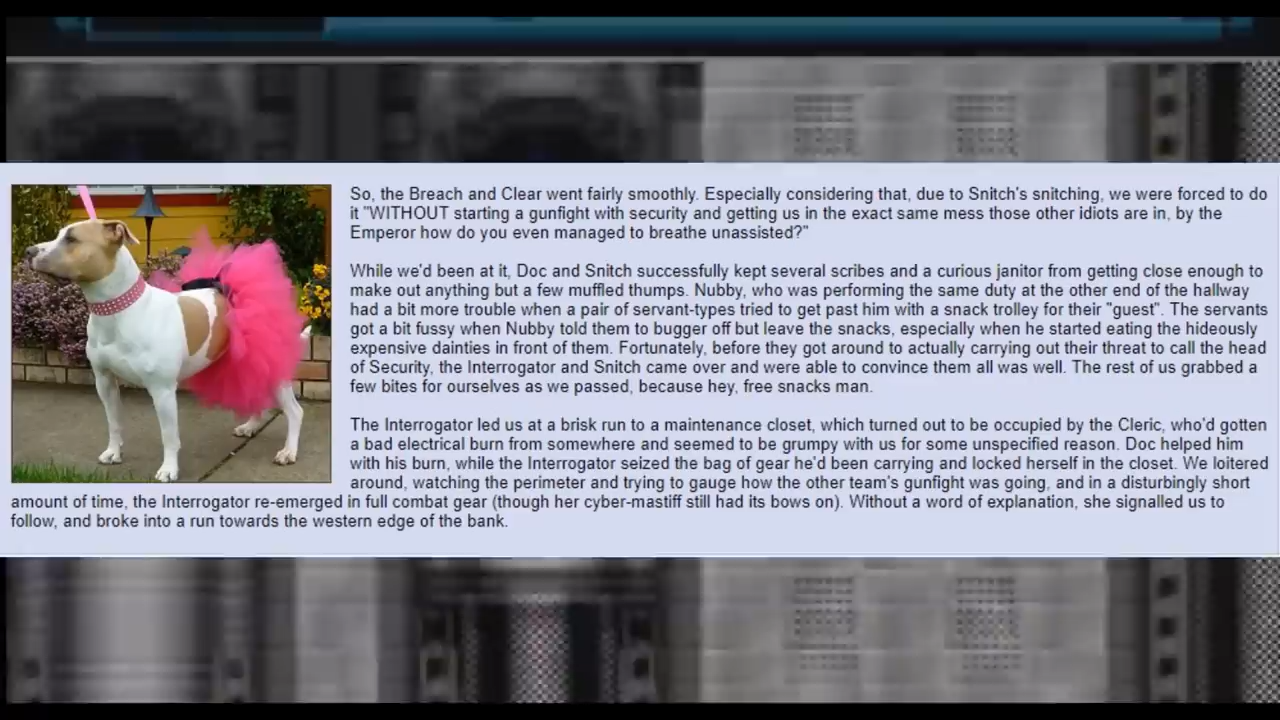 So, the Breach and Clear went fairly smoothly. Especially considering that, due to Snitch's snitching, we were forced to do
it "WITHOUT starting a gunfight with security and getting us in the exact same mess those other idiots are in, by the
Emperor how do you even managed to breathe unassisted?"
While we'd been at it, Doc and Snitch successfully kept several scribes and a curious janitor from getting close enough to
make out anything but a few muffled thumps. Nubby, who was performing the same duty at the other end of the hallway
had a bit more trouble when a pair of servant-types tried to get past him with a snack trolley for their "guest". The servants
got a bit fussy when Nubby told them to bugger off but leave the snacks, especially when he started eating the hideously
expensive dainties in front of them. Fortunately, before they got around to actually carrying out their threat to call the head
of Security, the Interrogator and Snitch came over and were able to convince them all was well. The rest of us grabbed a
few bites for ourselves as we passed, because hey, free snacks man.
The Interrogator led us at a brisk run to a maintenance closet, which turned out to be occupied by the Cleric, who'd gotten
a bad electrical burn from somewhere and seemed to be grumpy with us for some unspecified reason. Doc helped him
with his burn, while the Interrogator seized the bag of gear he'd been carrying and locked herself in the closet. We loitered
around, watching the perimeter and trying to gauge how the other team's gunfight was going, and in a disturbingly short
amount of time, the Interrogator re-emerged in full combat gear (though her cyber-mastiff still had its bows on). Without a word of explanation, she signalled us to
follow, and broke into a run towards the western edge of the bank.